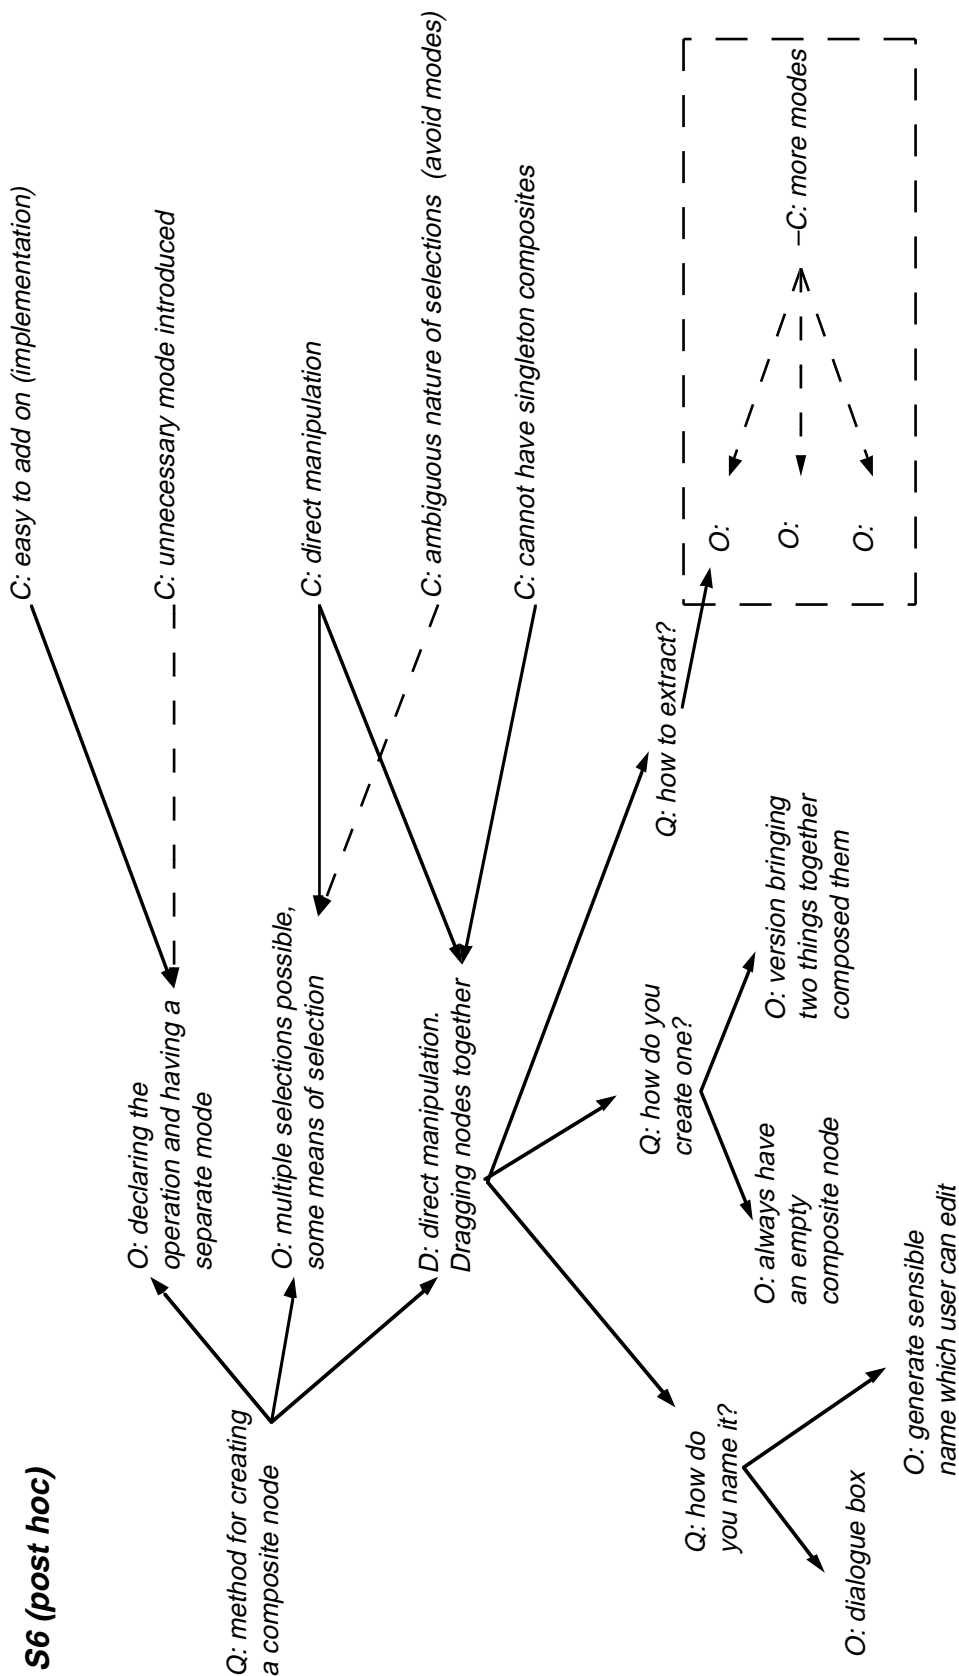 S6 (post hoc)
Q: method for creating
a composite node
O: declaring the
operation and having a
separate mode
O: multiple selections possible,
some means of selection
D: direct manipulation.
Dragging nodes together
C: easy to add on (implementation)
C: unnecessary mode introduced
C: direct manipulation
C: ambiguous nature of selections (avoid modes)
C: cannot have singleton composites
Q: how do
you name it?
O: dialogue box
O: generate sensible
name which user can edit
Q: how do you
create one?
O: always have
an empty
composite node
O: version bringing
two things together
composed them
Q: how to extract?
O:
O:
O:
C: more modes